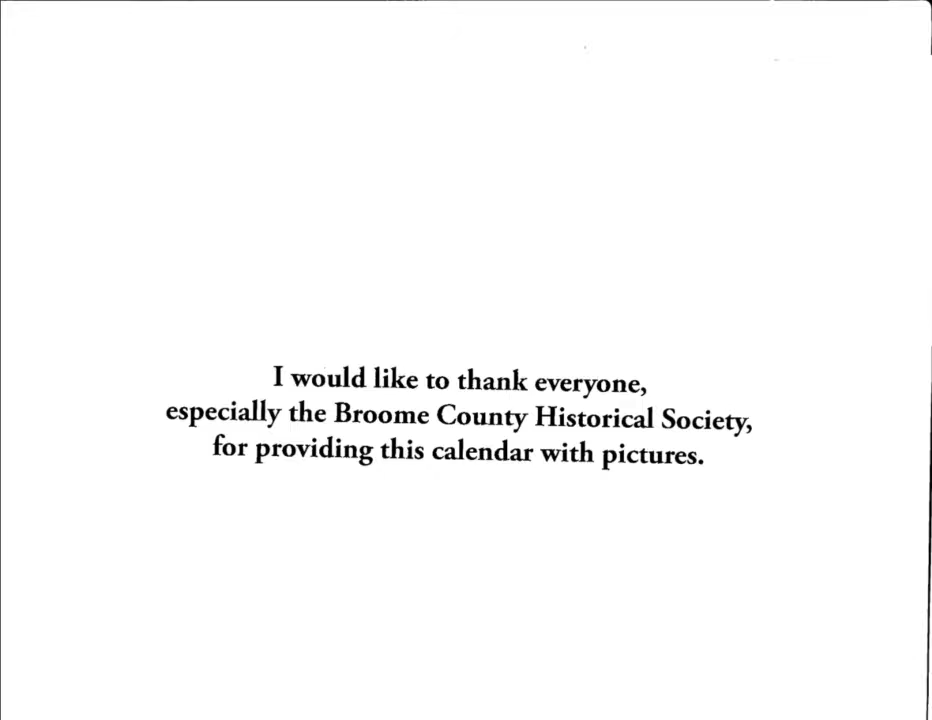 I would like to thank everyone,
especially the Broome County Historical Society,
for providing this calendar with pictures.